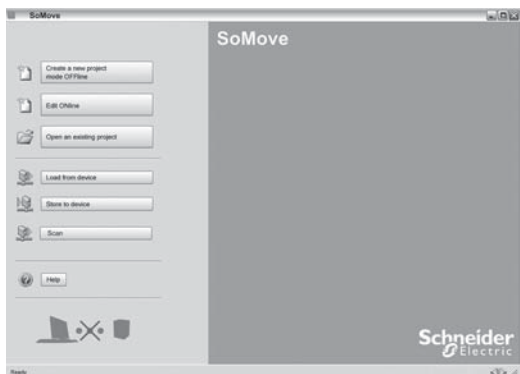 SoMove
SoMove
Create a new project
mode OFFline
Edit ONline
Open an existing project
Load from device
Store to device
Scan
Help
Schneider
Electric
Ready